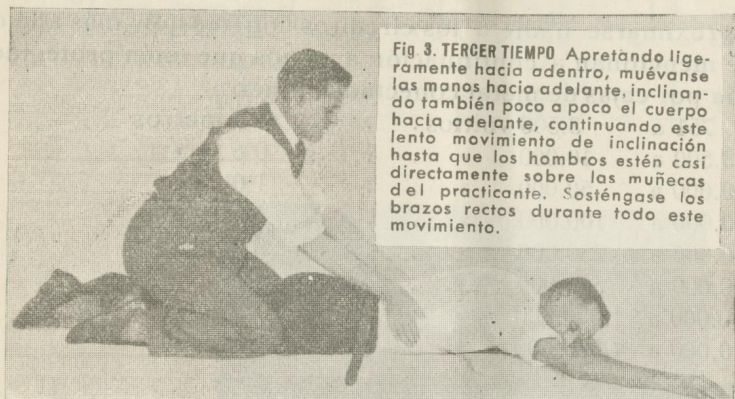 Fig. 3. TERCER TIEMPO Apretando lige-
ramente hacia adentro, muévanse
las manos hacia adelante, inclinan-
do también poco a poco el cuerpo
hacia adelante, continuando este
lento movimiento de inclinación
hasta que los hombros estén casi
directamente sobre las muñecas
del practicante. Sosténgase los
brazos rectos durante todo este
movimiento.